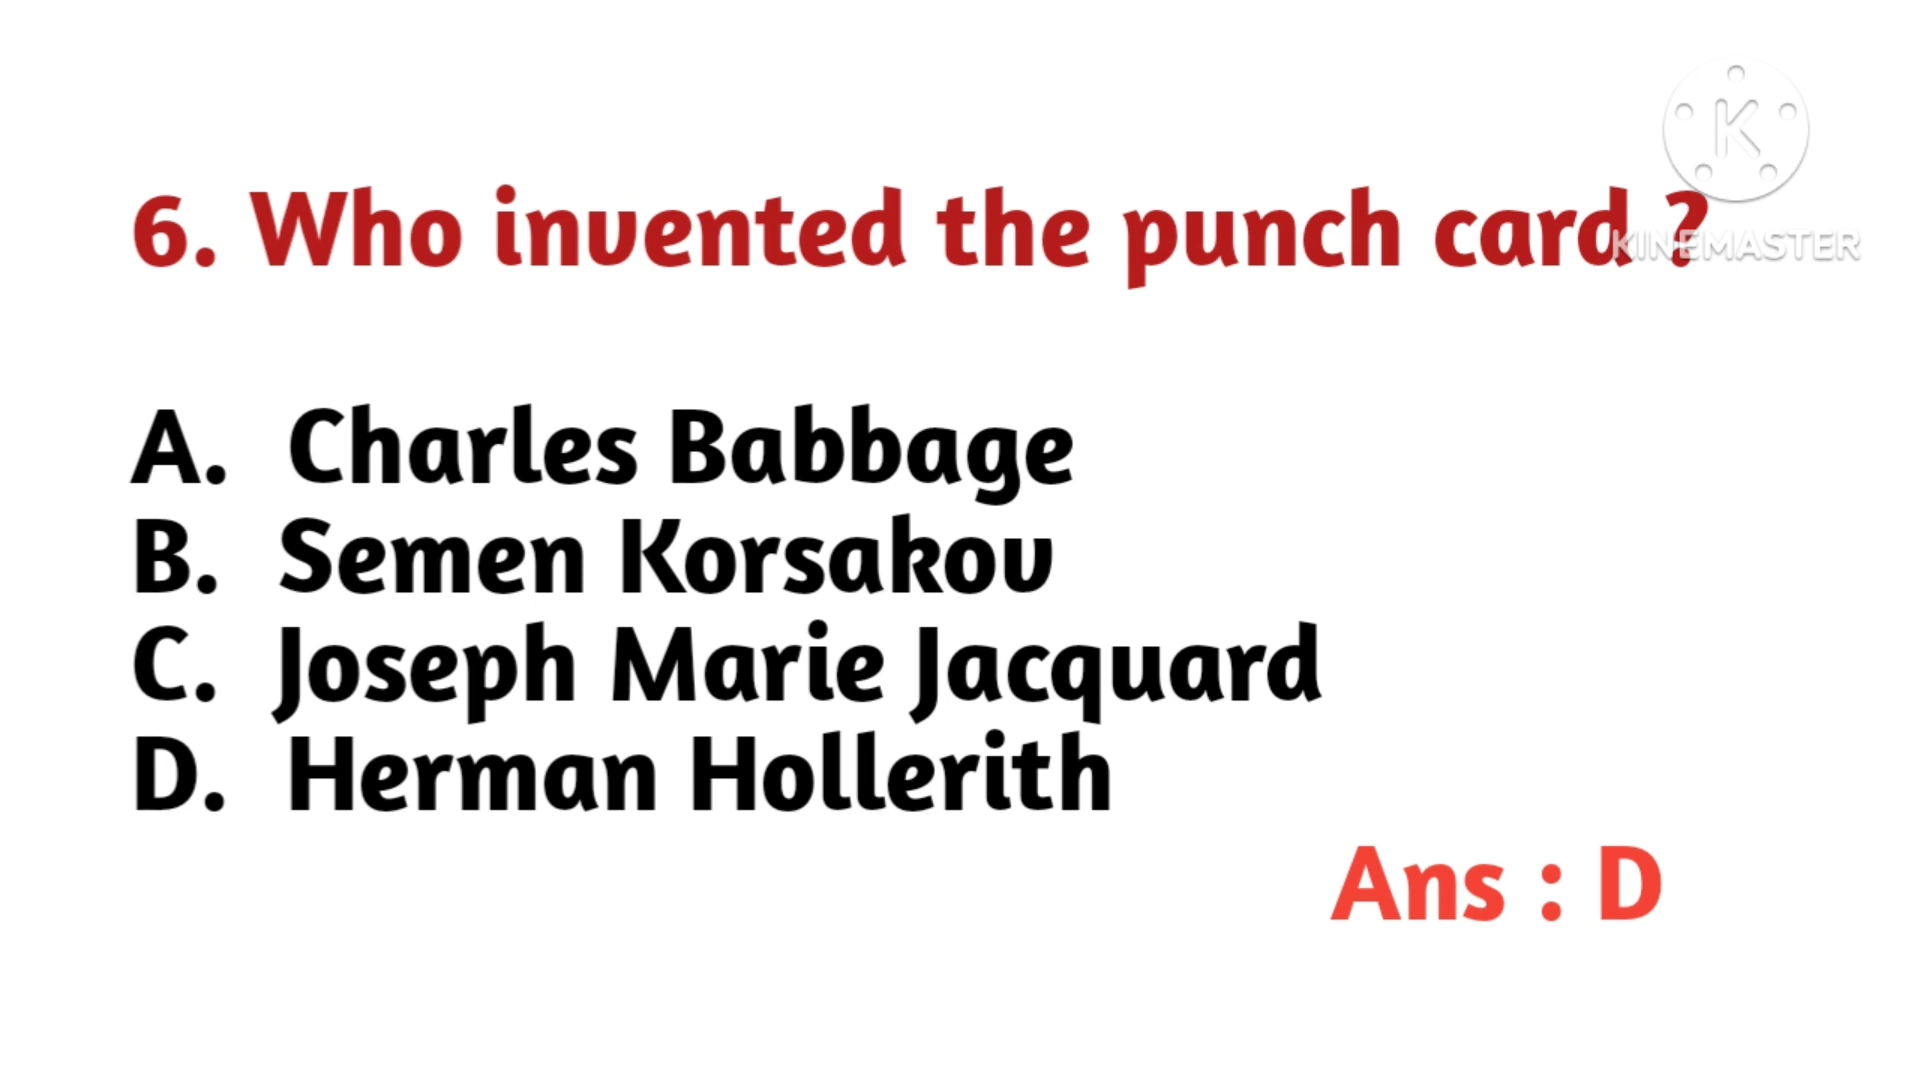 K
KINEMASTER
6. Who invented the punch card ?
A. Charles Babbage
B. Semen Korsakov
C. Joseph Marie Jacquard
D. Herman Hollerith
Ans : D